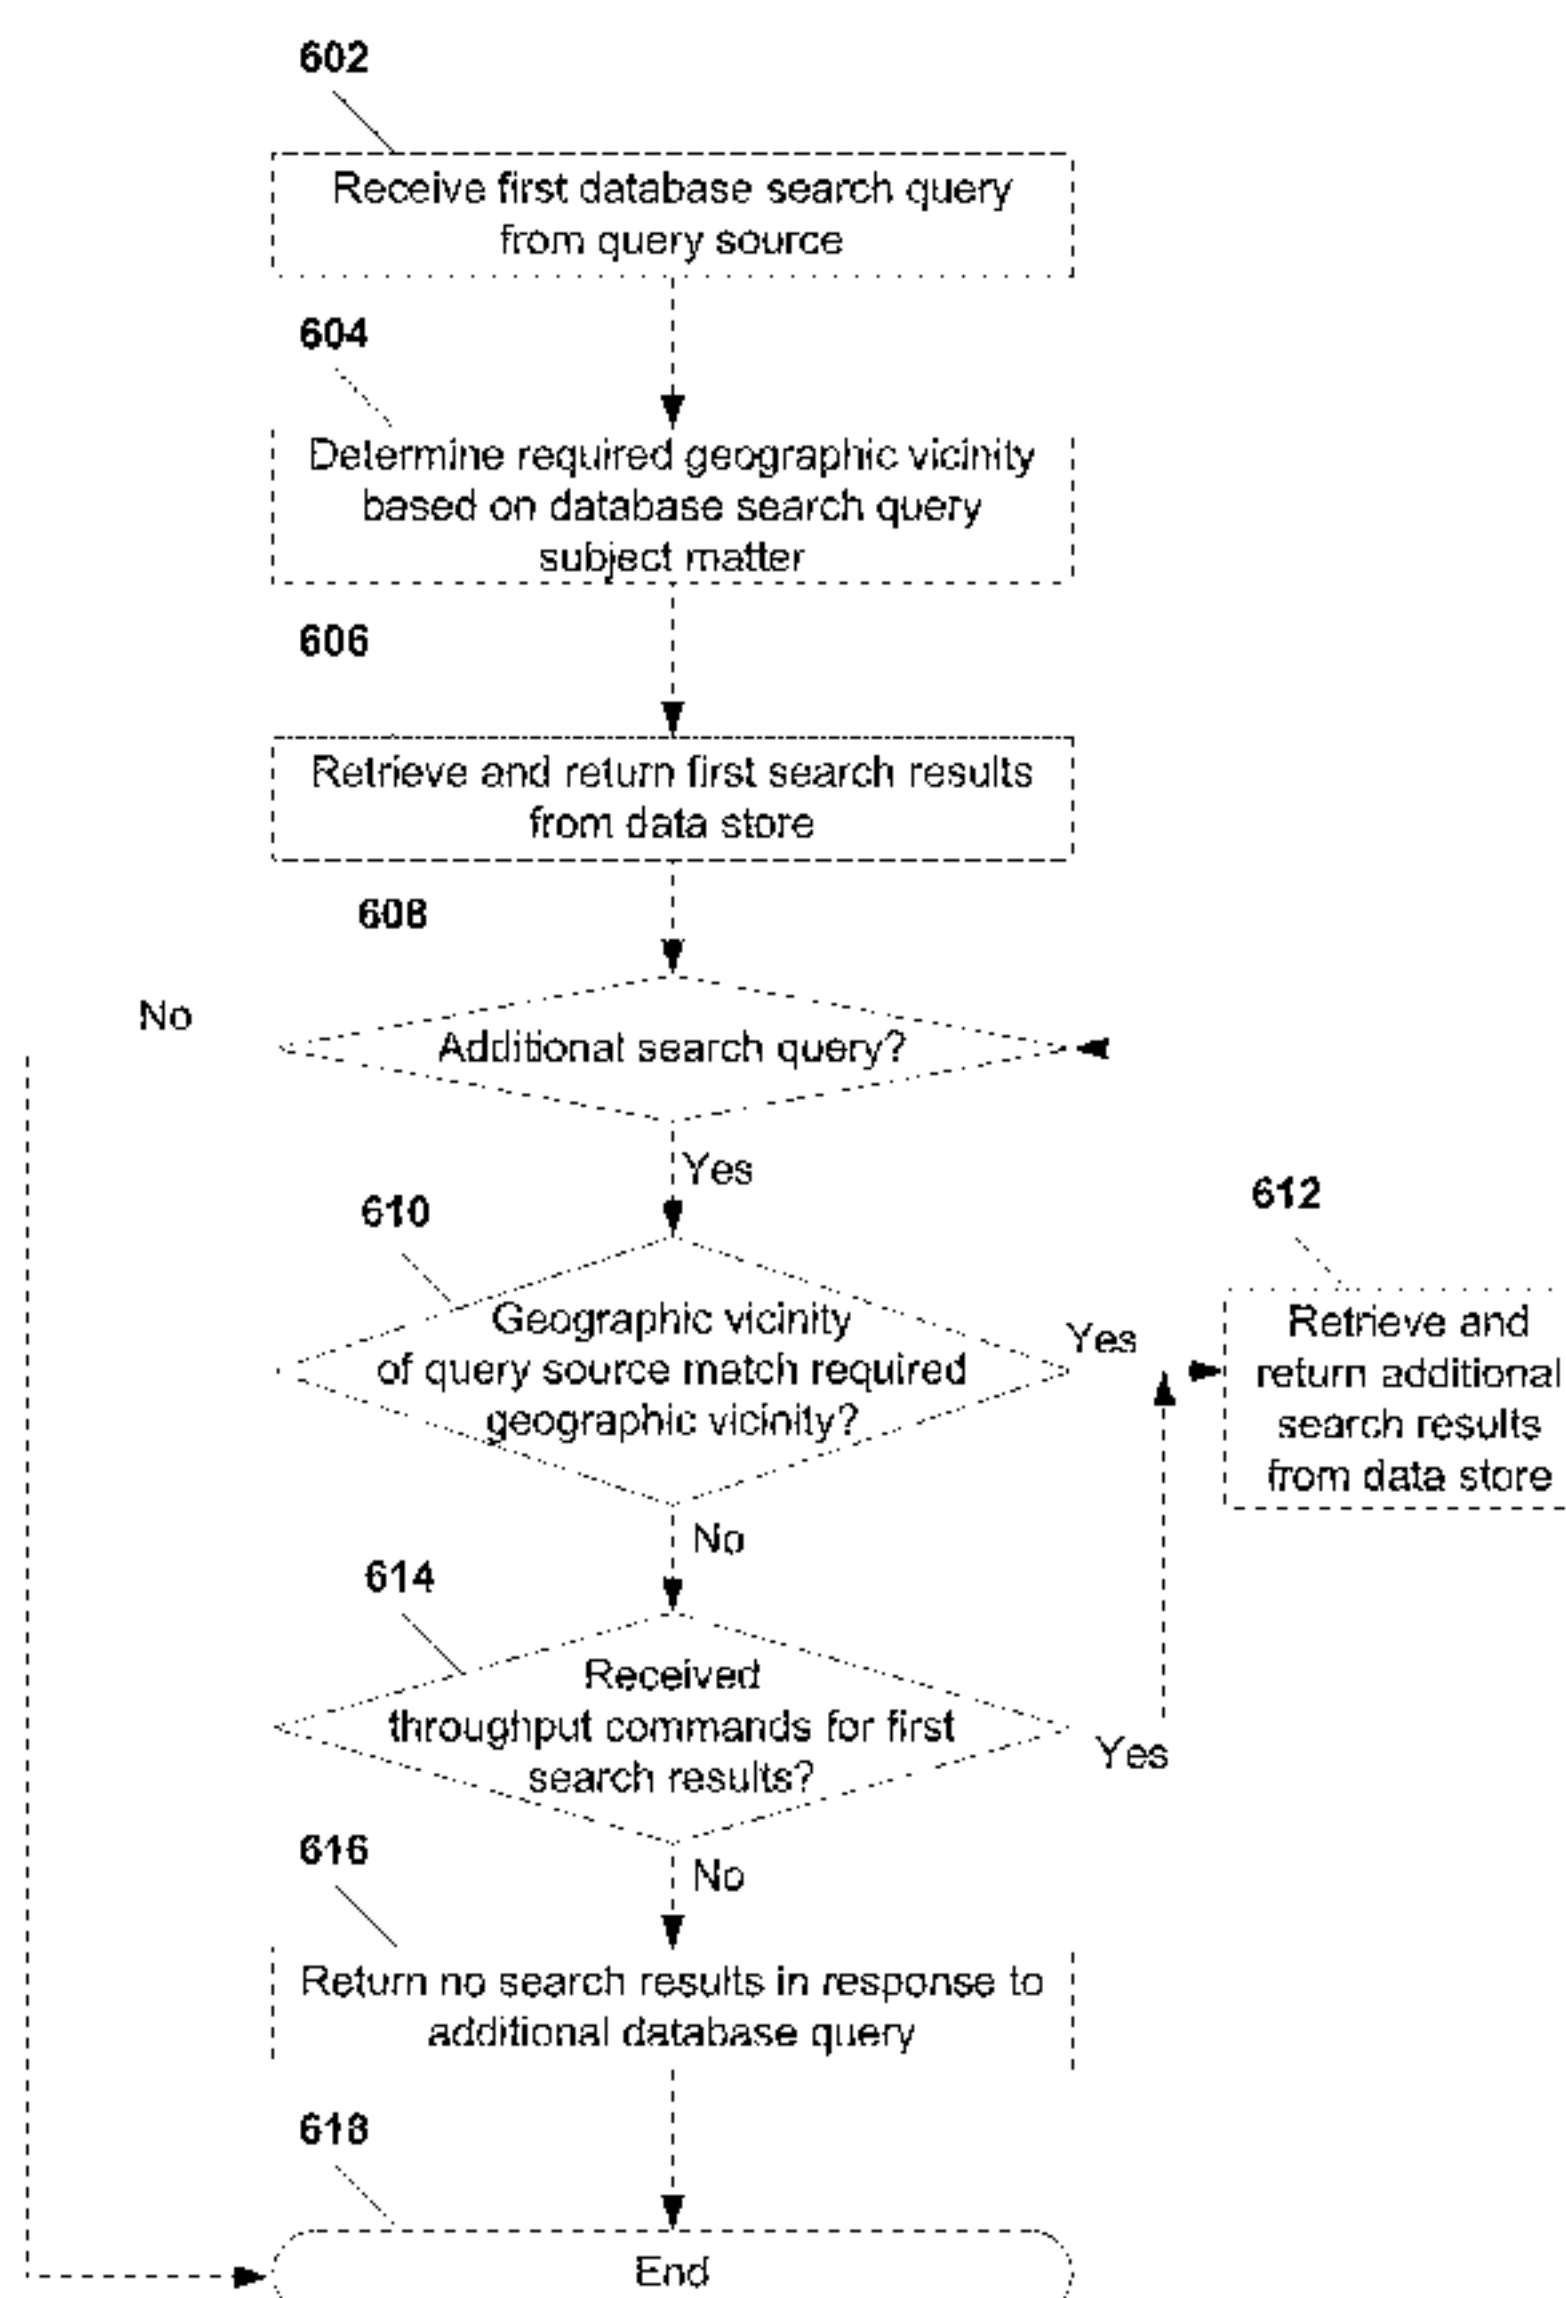 602
Receive first database search query
from query source
604
Determine required geographic vicinity
based on database search query
subject matter
606
Retrieve and return first search results
from data store
608
No
Additional search query?
Yes
610
612
Geographic vicinity
of query source match required
geographic vicinity?
Yes
Retrieve and
return additional
search results
from data store
No
614
Received
throughput commands for first
search results?
Yes
616
No
Return no search results in response to
additional database query
618
End